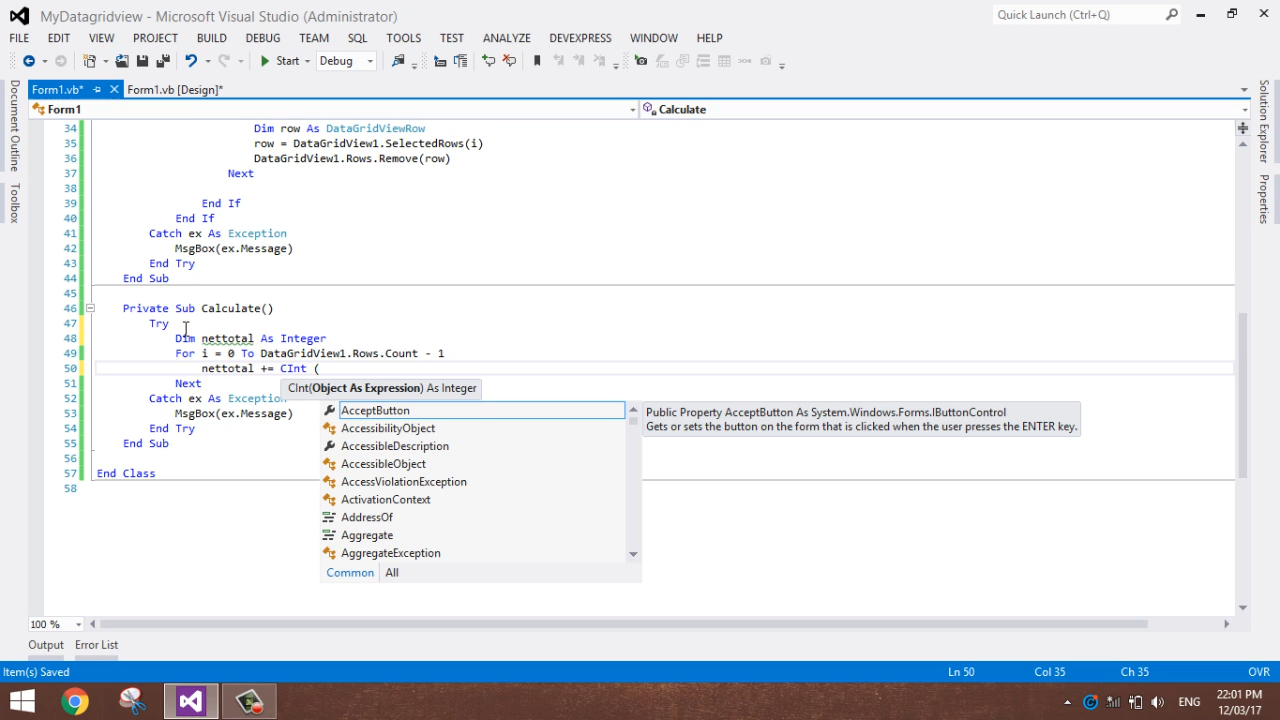 MyDatagridview - Microsoft Visual Studio (Administrator)
Quick Launch (Ctrl+Q)
FILE EDIT VIEW PROJECT BUILD DEBUG TEAM SQL TOOLS TEST ANALYZE DEVEXPRESS WINDOW HELP
Start Debug
Form1.vb* Form1.vb [Design]*
Form1 Calculate
Document Outline
Toolbox
Solution Explorer
Properties
34 Dim row As DataGridViewRow
35 row = DataGridView1.SelectedRows(i)
36 DataGridView1.Rows.Remove(row)
37 Next
38
39 End If
40 End If
41 Catch ex As Exception
42 MsgBox(ex.Message)
43 End Try
44 End Sub
45
46 Private Sub Calculate()
47 Try
48 Dim nettotal As Integer
49 For i = 0 To DataGridView1.Rows.Count - 1
50 nettotal += CInt (
51 Next
52 Catch ex As Exception
53 MsgBox(ex.Message)
54 End Try
55 End Sub
56
57 End Class
58
CInt(Object As Expression) As Integer
AcceptButton
AccessibilityObject
AccessibleDescription
AccessibleObject
AccessViolationException
ActivationContext
AddressOf
Aggregate
AggregateException
Common All
Public Property AcceptButton As System.Windows.Forms.IButtonControl
Gets or sets the button on the form that is clicked when the user presses the ENTER key.
100 %
Output Error List
Item(s) Saved Ln 50 Col 35 Ch 35 OVR
ENG
22:01 PM
12/03/17